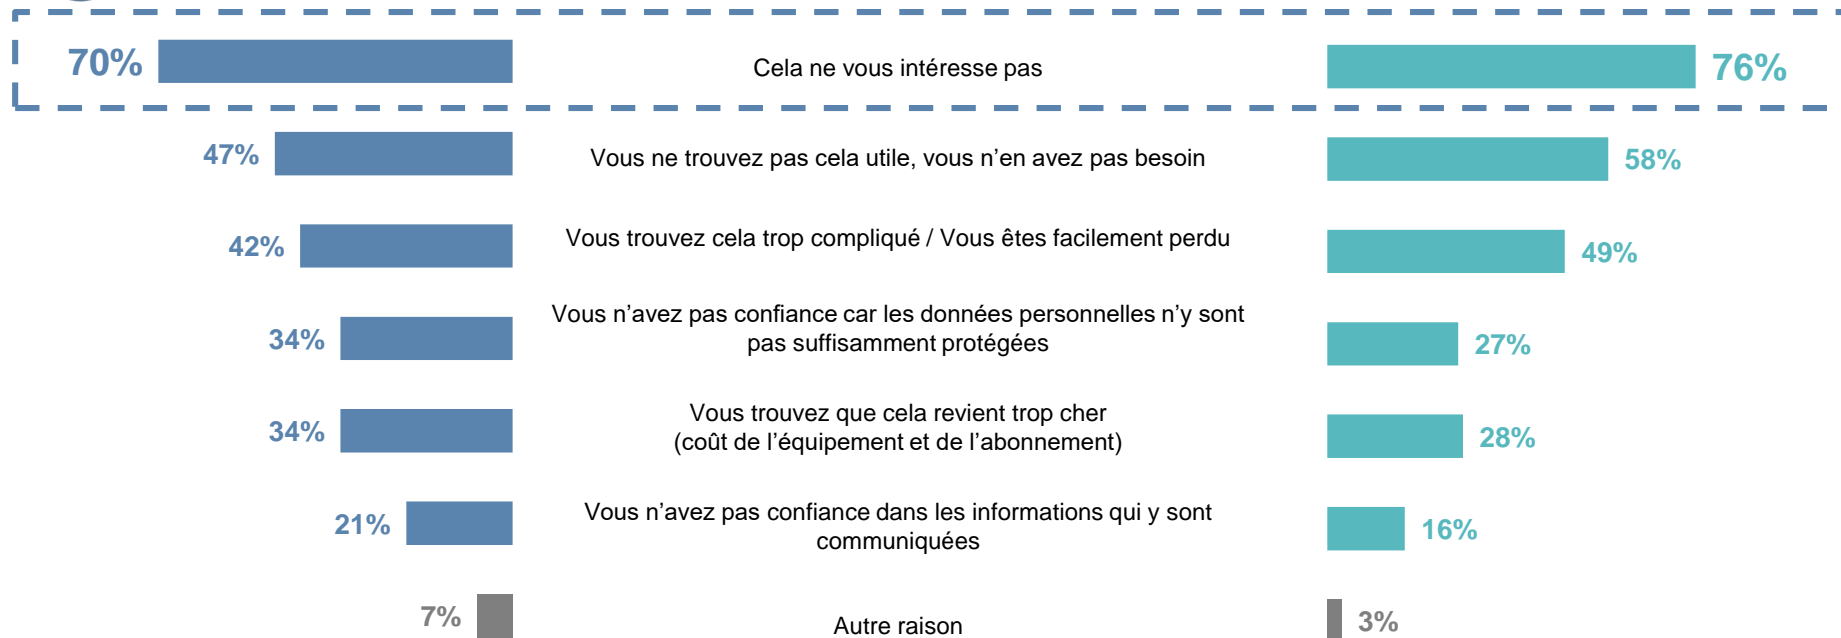 70% Cela ne vous intéresse pas 76%
47% Vous ne trouvez pas cela utile, vous n’en avez pas besoin 58%
42% Vous trouvez cela trop compliqué / Vous êtes facilement perdu 49%
Vous n’avez pas confiance car les données personnelles n’y sont
34% pas suffisamment protégées 27%
Vous trouvez que cela revient trop cher
34% (coût de l’équipement et de l’abonnement) 28%
Vous n’avez pas confiance dans les informations qui y sont
21% communiquées 16%
7% Autre raison 3%